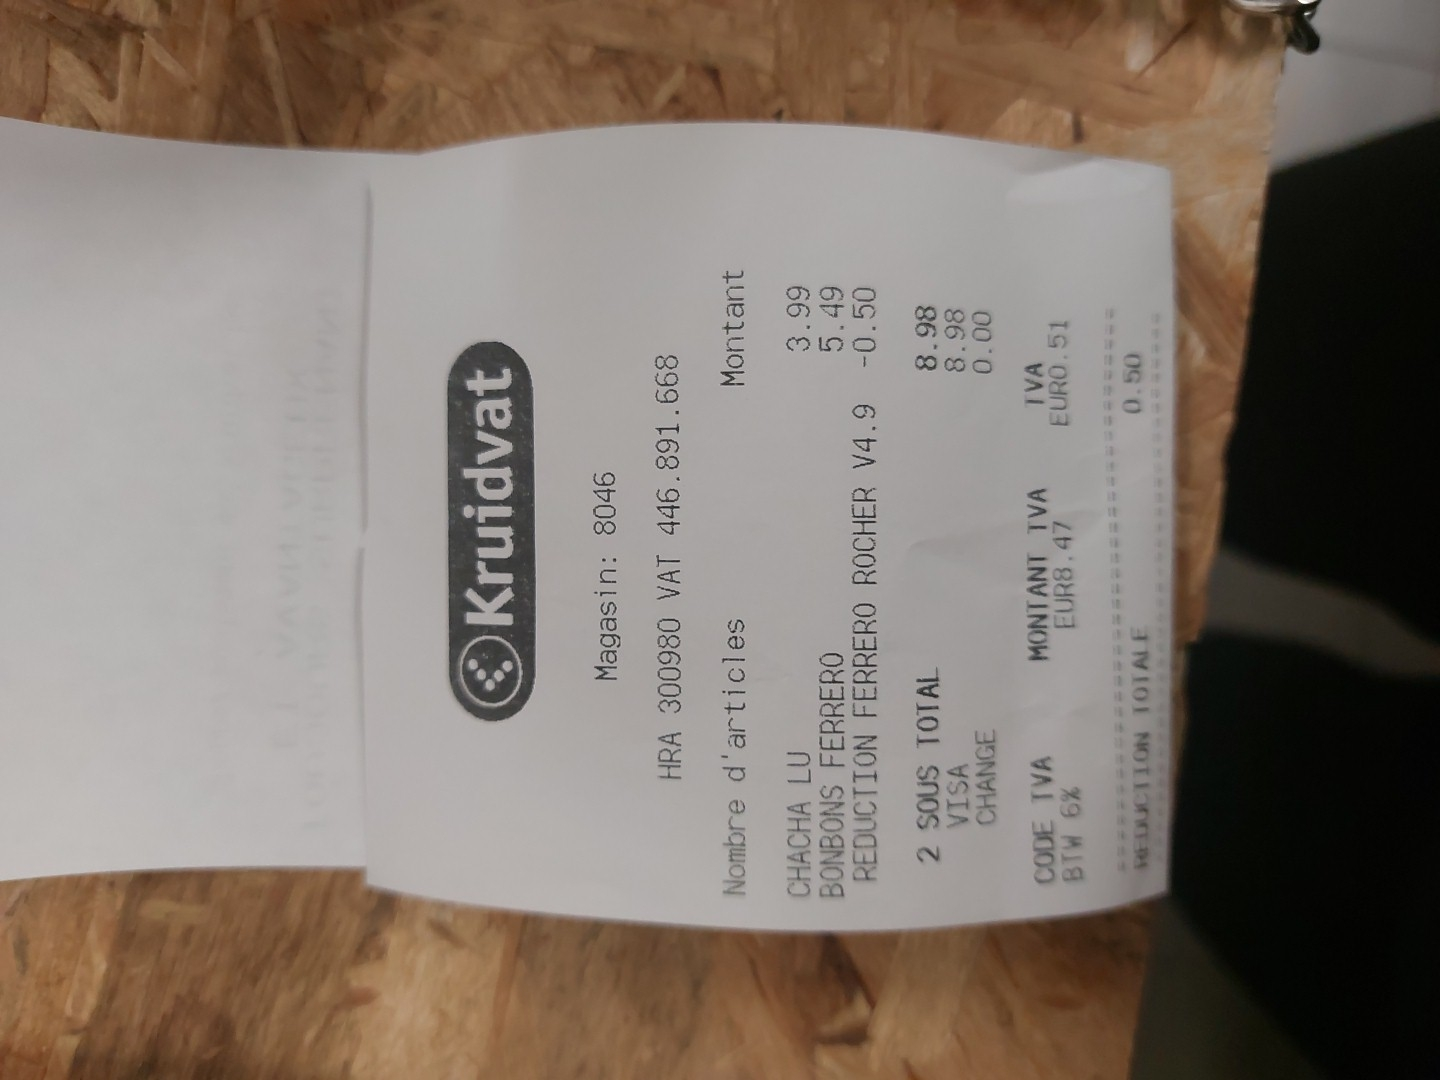 Kruidvat
Magasin: 8046
HRA 300980 VAT 446.891.668
Nombre d'articles Montant
CHACHA LU 3.99
BONBONS FERRERO 5.49
REDUCTION FERRERO ROCHER V4.9 -0.50
2 SOUS TOTAL 8.98
VISA 8.98
CHANGE 0.00
CODE TVA MONTANT TVA TVA
BTW 6% EUR8.47 EUR0.51
REDUCTION TOTALE 0.50